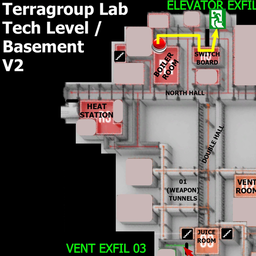 Terragroup Lab
Tech Level /
Basement
V2
ELEVATOR EXFIL
BOILER
ROOM
SWITCH
BOARD
NORTH HALL
HEAT
STATION
DOUBLE HALL
01
(WEAPON)
TUNNELS
VENT
ROOM
JUICE
ROOM
VENT EXFIL 03